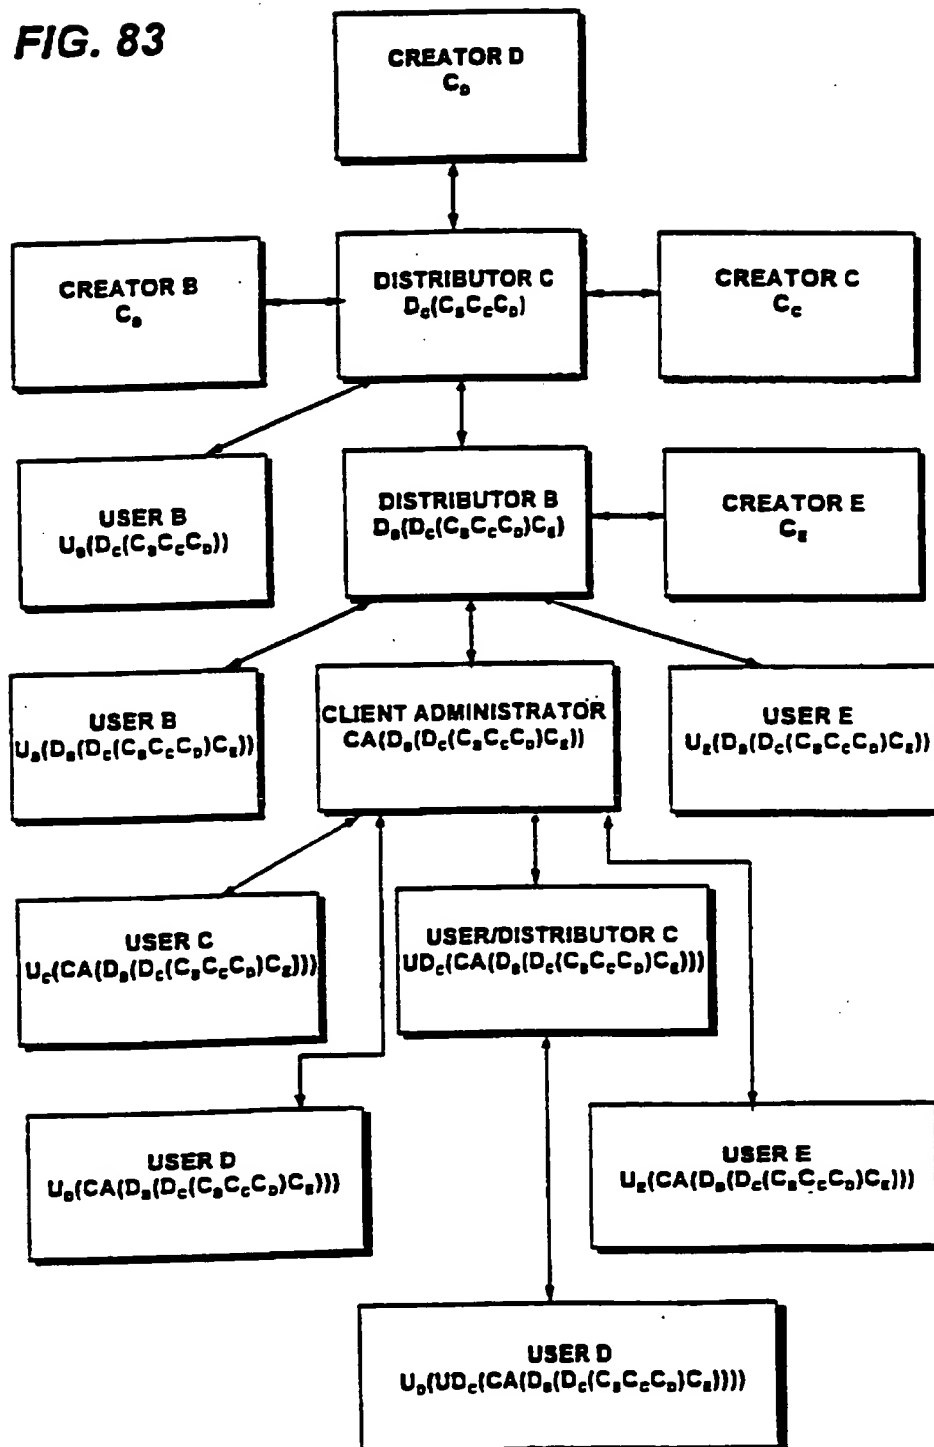 FIG. 83
CREATOR D
C_D
CREATOR B
C_B
DISTRIBUTOR C
D_C(C_BC_CC_D)
CREATOR C
C_C
USER B
U_B(D_C(C_BC_CC_D))
DISTRIBUTOR B
D_B(D_C(C_BC_CC_D)C_E)
CREATOR E
C_E
USER B
U_B(D_B(D_C(C_BC_CC_D)C_E))
CLIENT ADMINISTRATOR
CA(D_B(D_C(C_BC_CC_D)C_E))
USER E
U_E(D_B(D_C(C_BC_CC_D)C_E))
USER C
U_C(CA(D_B(D_C(C_BC_CC_D)C_E)))
USER/DISTRIBUTOR C
UD_C(CA(D_B(D_C(C_BC_CC_D)C_E)))
USER D
U_D(CA(D_B(D_C(C_BC_CC_D)C_E)))
USER E
U_E(CA(D_B(D_C(C_BC_CC_D)C_E)))
USER D
U_D(UD_C(CA(D_B(D_C(C_BC_CC_D)C_E))))